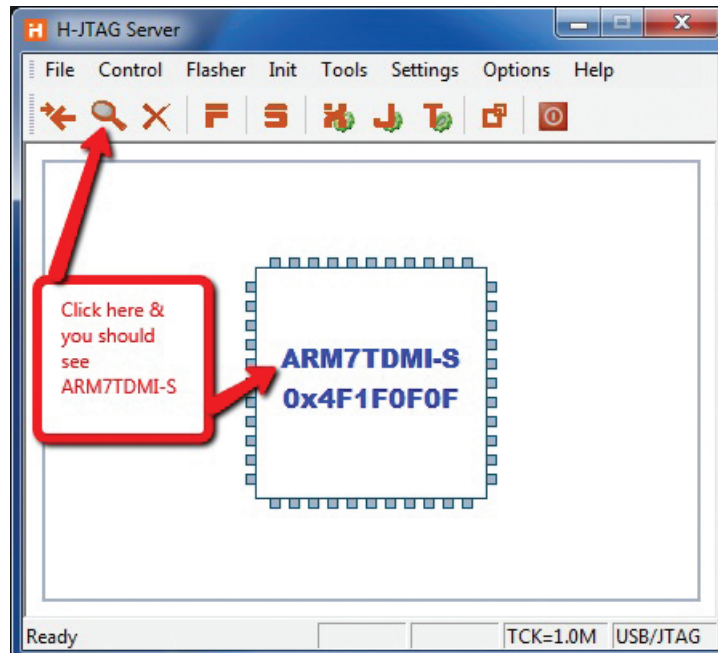 H-JTAG Server
File Control Flasher Init Tools Settings Options Help
Click here &
you should
see
ARM7TDMI-S
ARM7TDMI-S
0x4F1F0F0F
Ready TCK=1.0M USB/JTAG